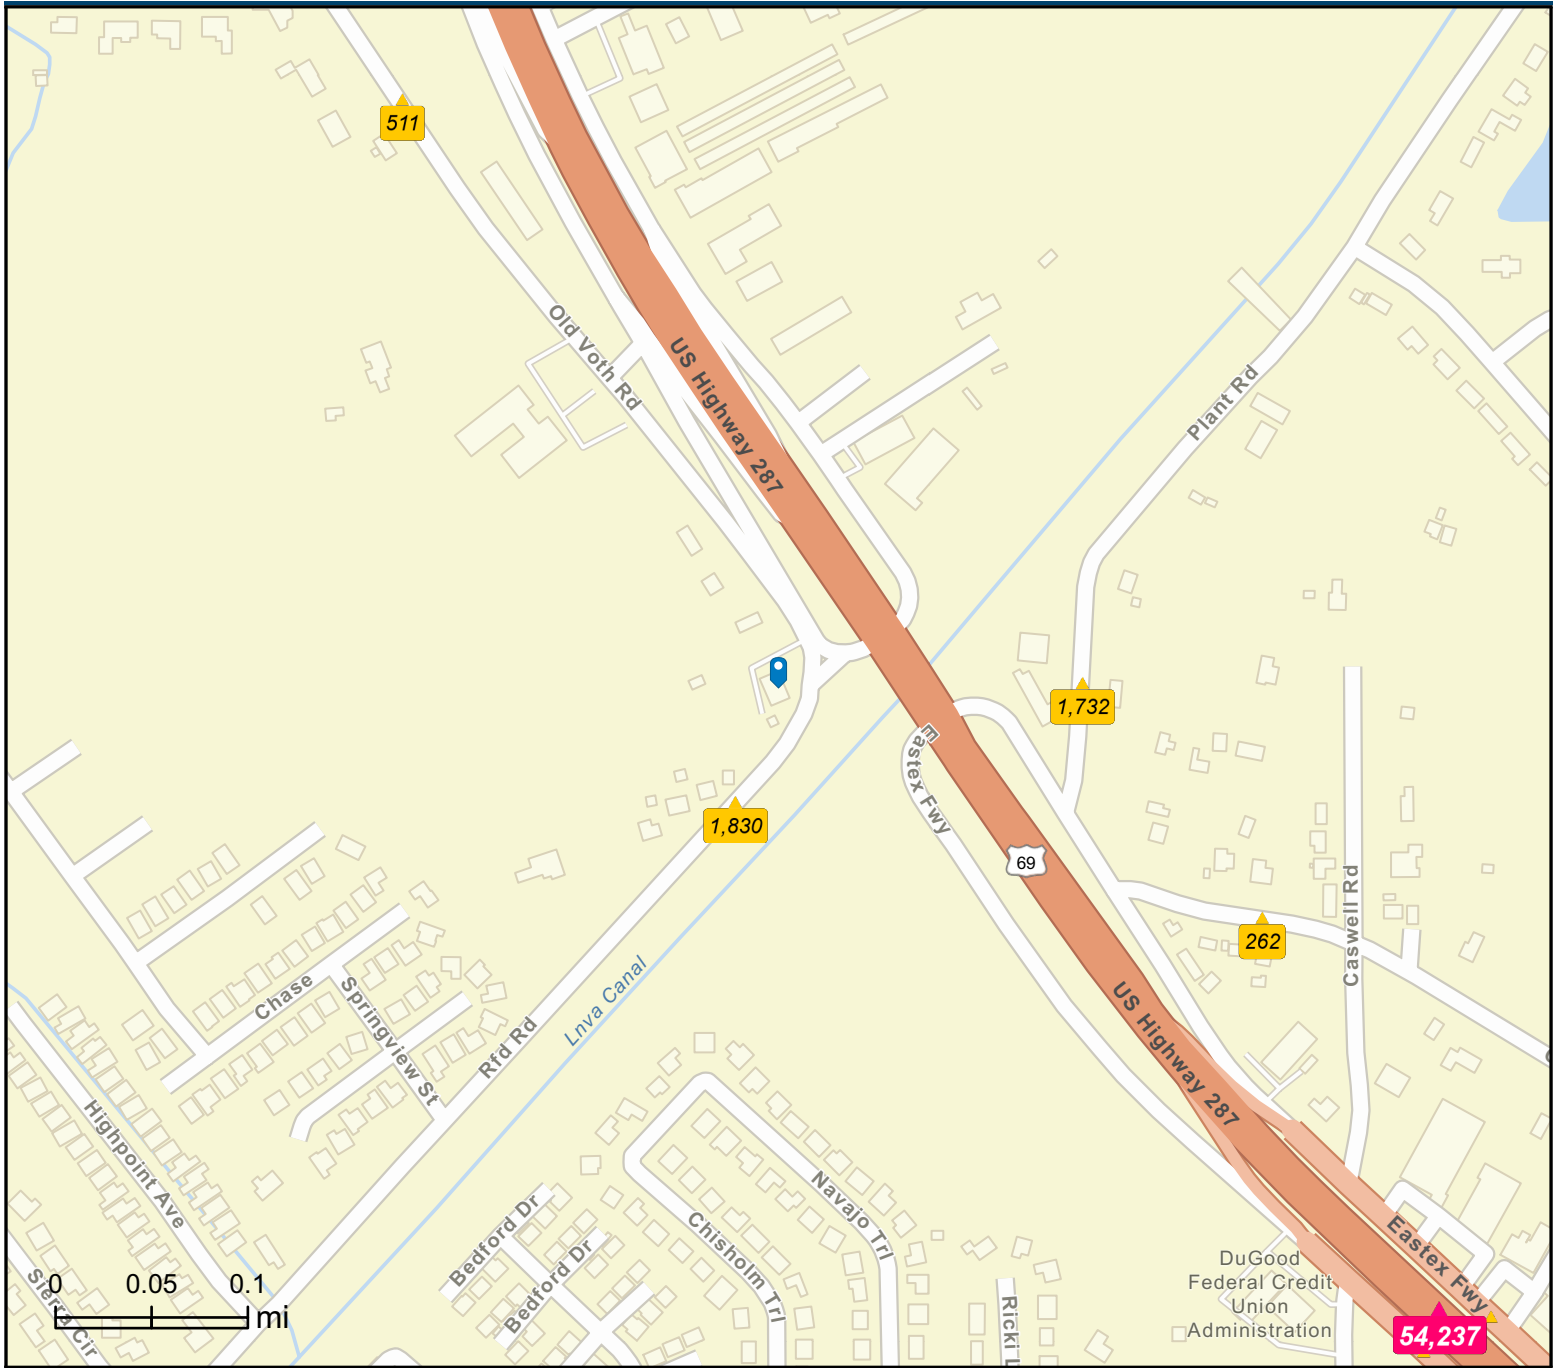 511
Old Voth Rd
US Highway 287
Plant Rd
1,732
Eastex Fwy
1,830
69
262
Caswell Rd
Lnva Canal
Chase
Springview St
Rfd Rd
US Highway 287
Highpoint Ave
Navajo Trl
Chisholm Trl
Bedford Dr
Bedford Dr
Sierra Cir
Ricki L
DuGood
Federal Credit
Union
Administration
Eastex Fwy
54,237
0 0.05 0.1
mi